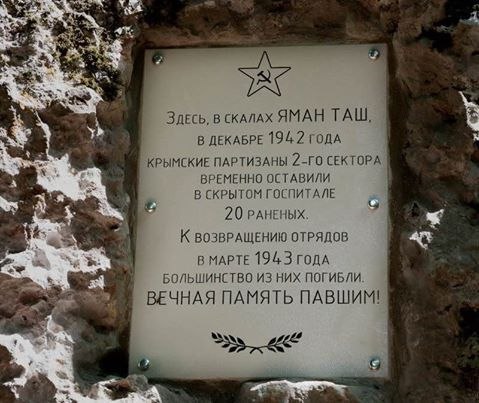 Здесь, в скалах ЯМАН ТАШ,
в декабре 1942 года
крымские партизаны 2-го сектора
временно оставили
в скрытом госпитале
20 раненых.
К возвращению отрядов
в марте 1943 года
большинство из них погибли.
ВЕЧНАЯ ПАМЯТЬ ПАВШИМ!